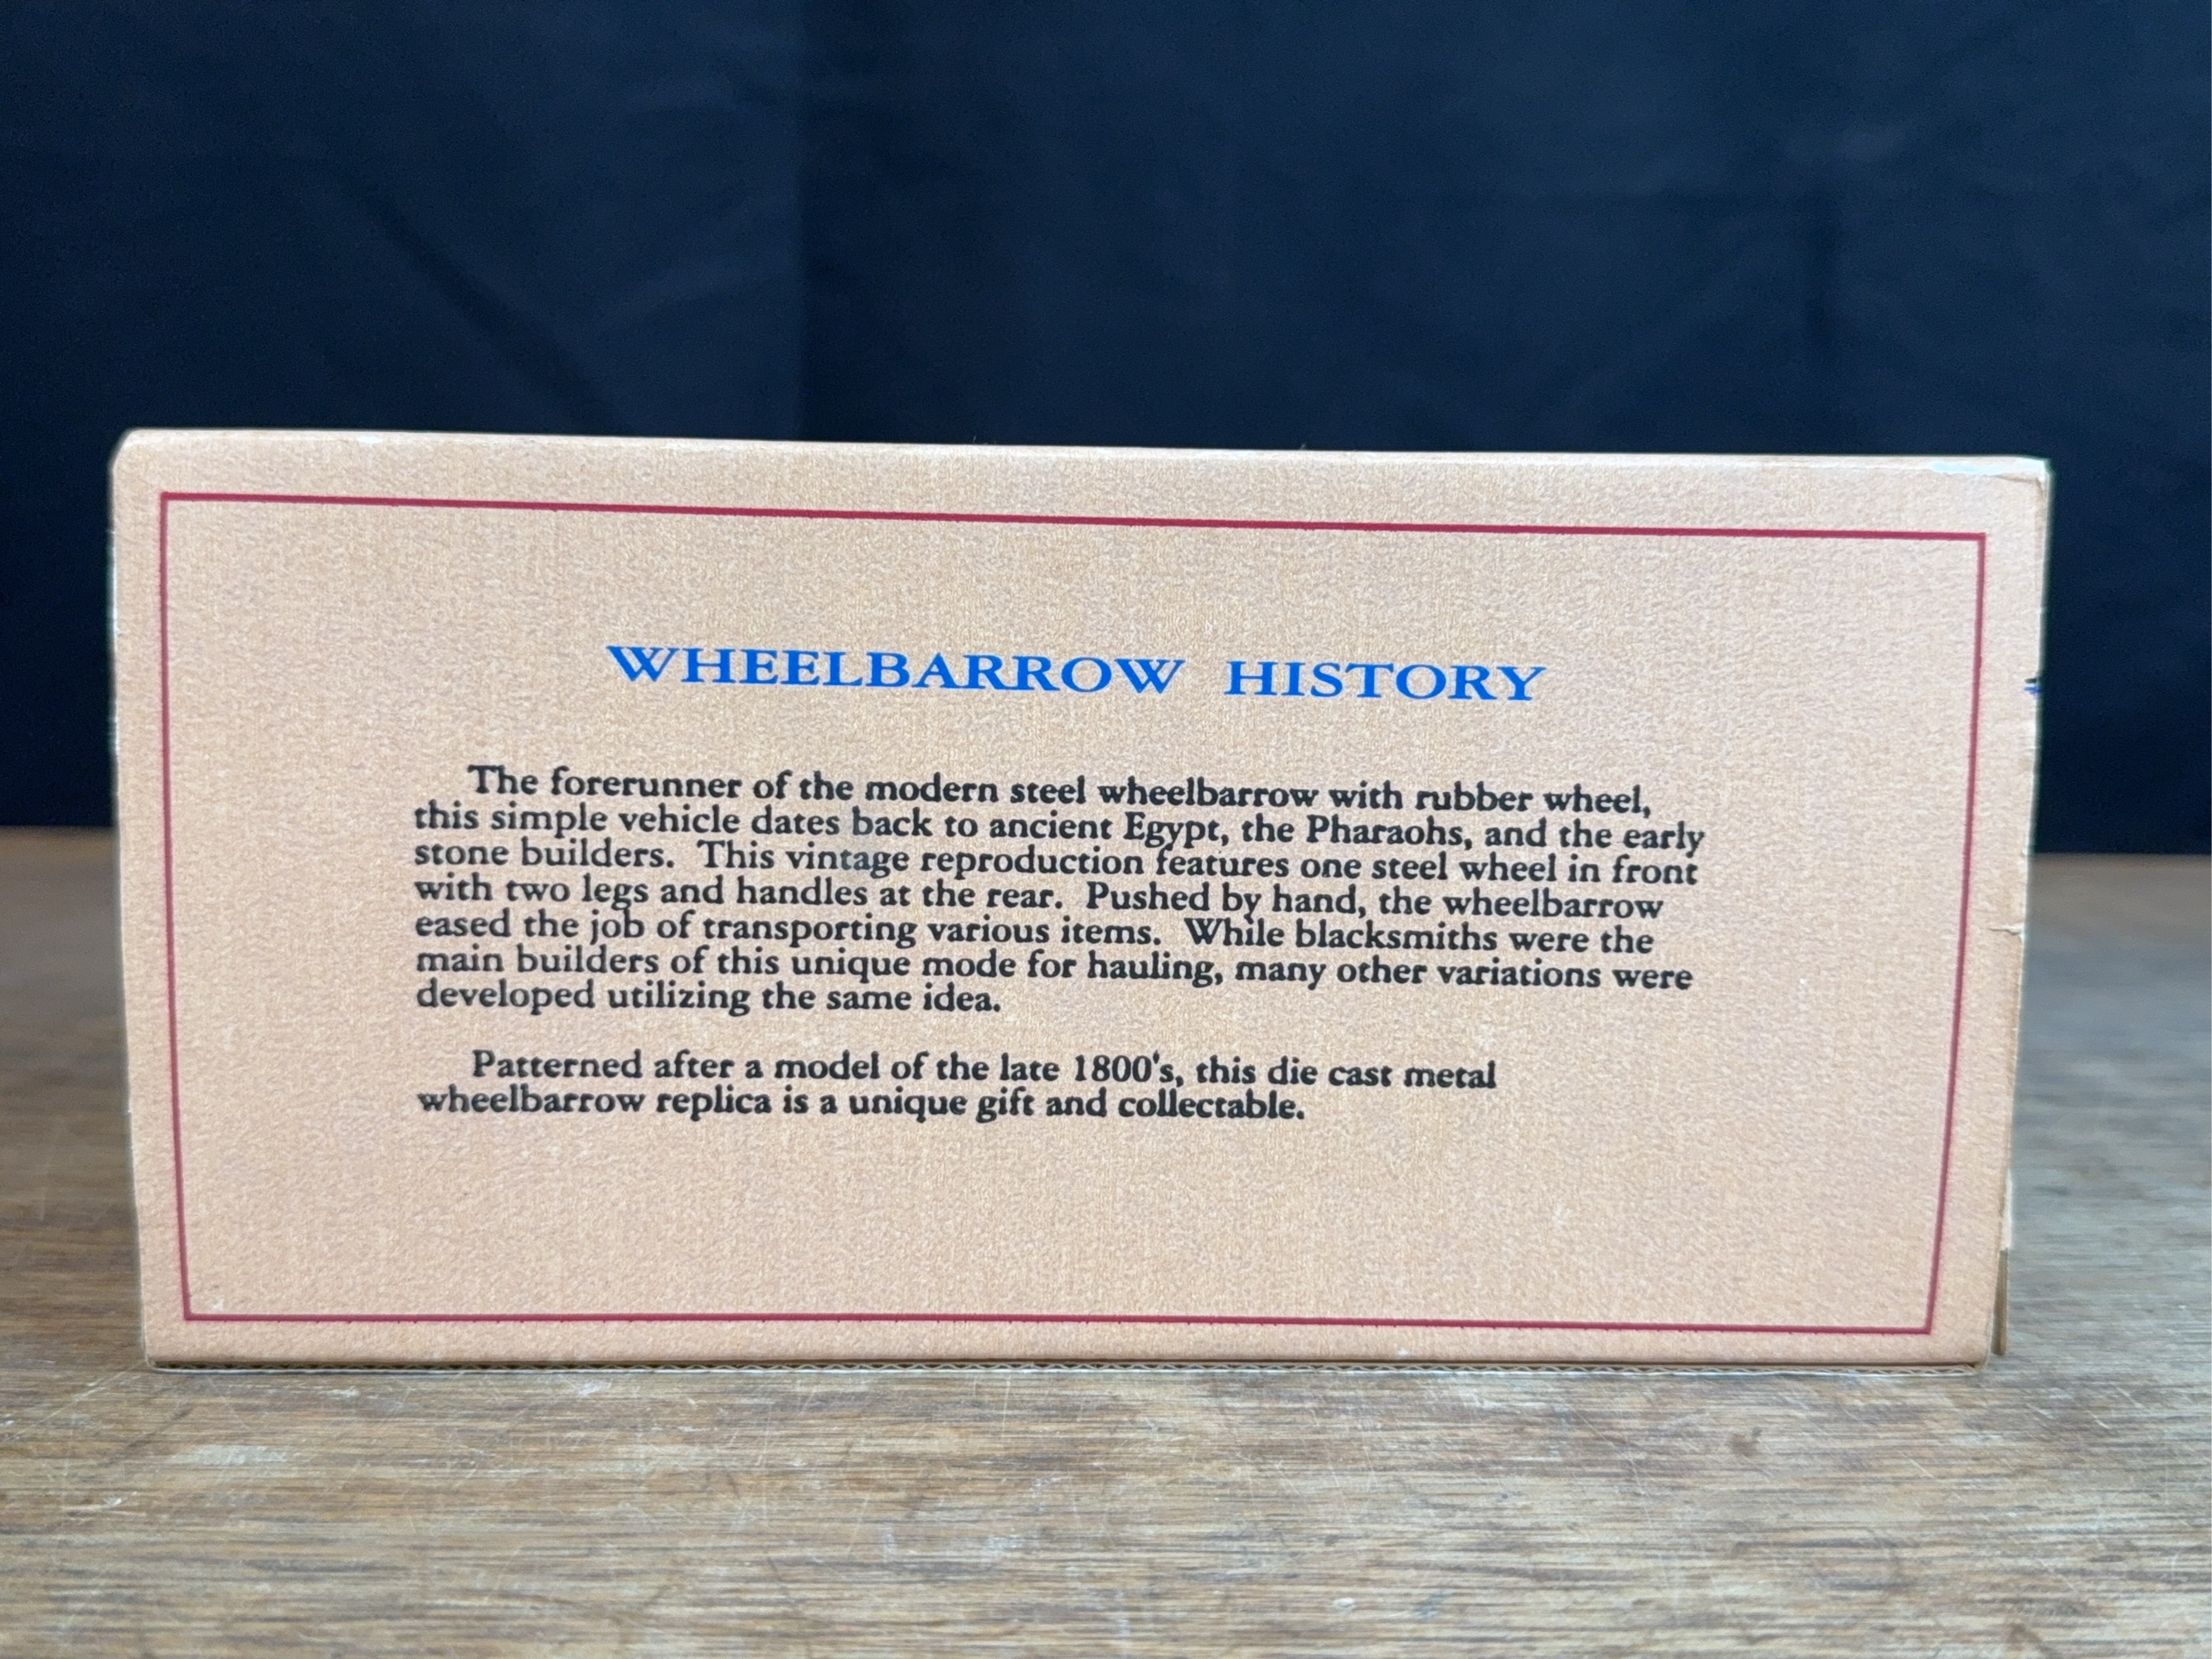 WHEELBARROW HISTORY
The forerunner of the modern steel wheelbarrow with rubber wheel,
this simple vehicle dates back to ancient Egypt, the Pharaohs, and the early
stone builders. This vintage reproduction features one steel wheel in front
with two legs and handles at the rear. Pushed by hand, the wheelbarrow
eased the job of transporting various items. While blacksmiths were the
main builders of this unique mode for hauling, many other variations were
developed utilizing the same idea.
Patterned after a model of the late 1800's, this die cast metal
wheelbarrow replica is a unique gift and collectable.